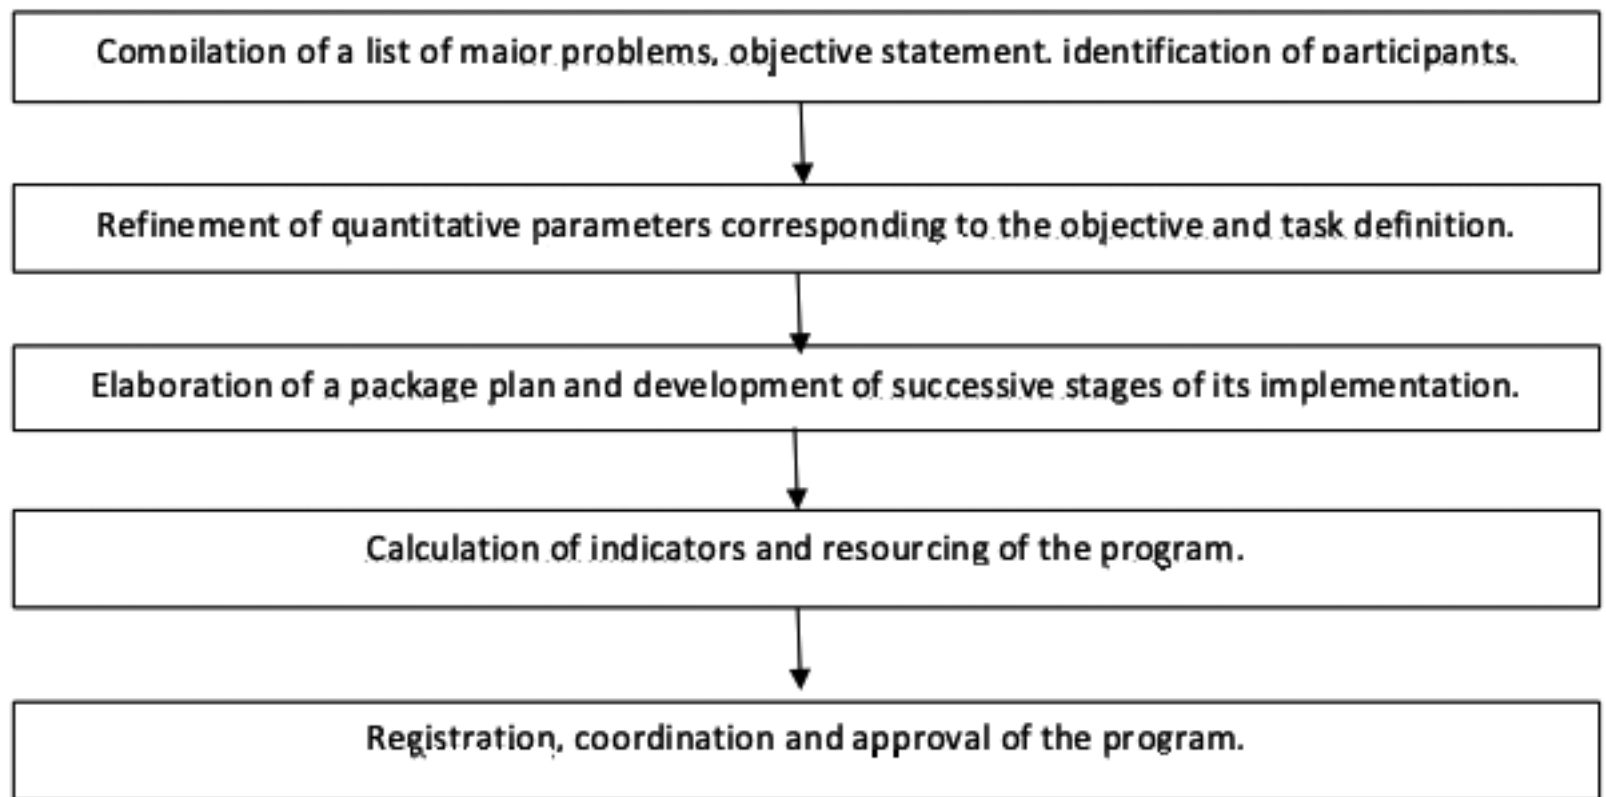 Compilation of a list of major problems, objective statement, identification of participants.
Refinement of quantitative parameters corresponding to the objective and task definition.
Elaboration of a package plan and development of successive stages of its implementation.
Calculation of indicators and resourcing of the program.
Registration, coordination and approval of the program.